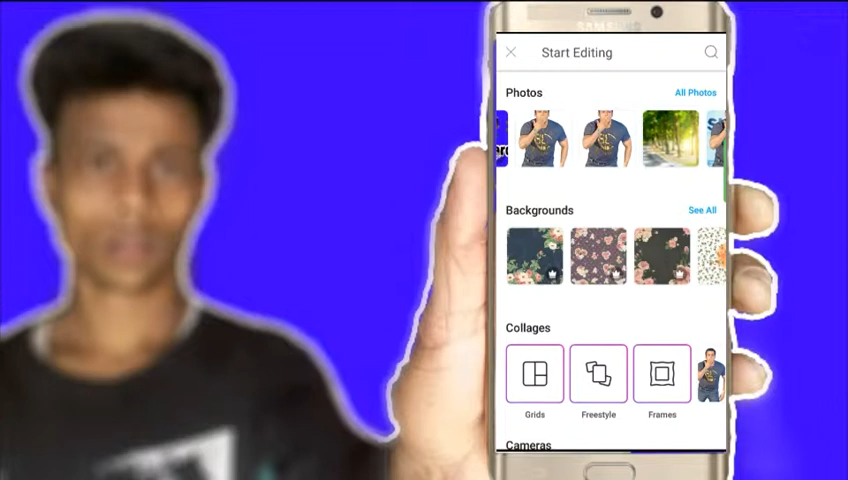 SAMSUNG
Start Editing
Photos
All Photos
Backgrounds
See All
Collages
Grids
Freestyle
Frames
Cameras